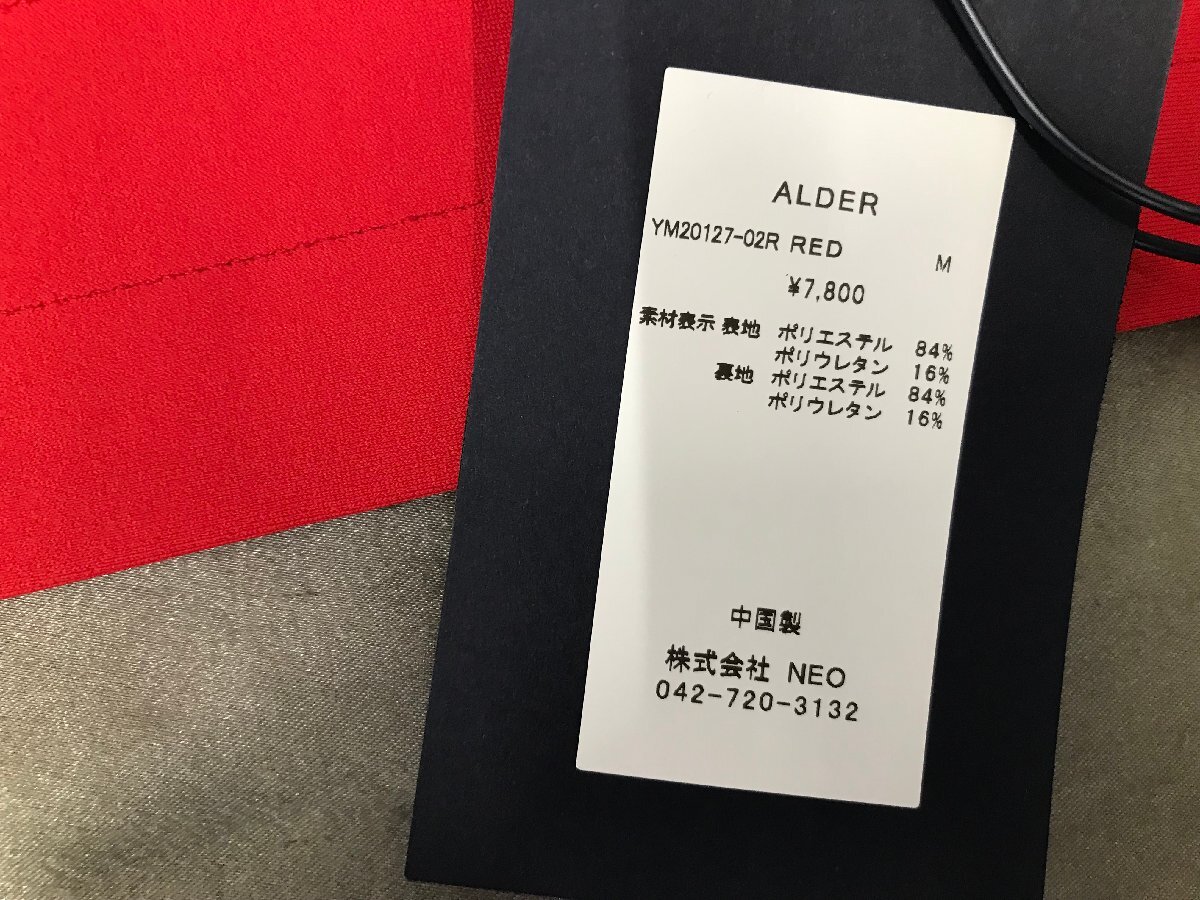 ALDER
YM20127-02R RED M
¥7,800
素材表示 表地 ポリエステル 84%
ポリウレタン 16%
裏地 ポリエステル 84%
ポリウレタン 16%
中国製
株式会社 NEO
042-720-3132